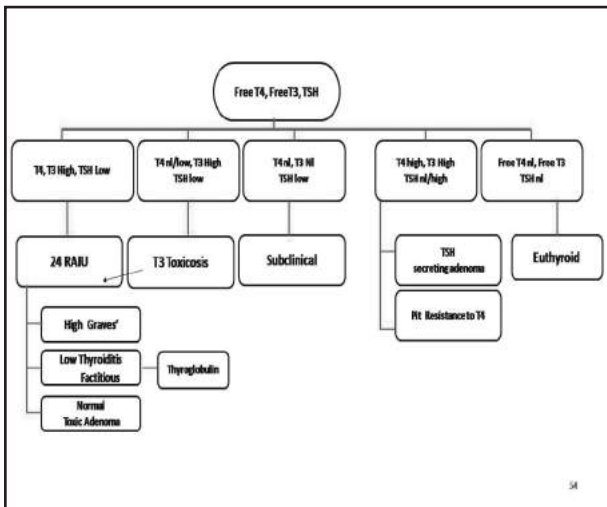 Free T4, Free T3, TSH
T4, T3 High, TSH Low
T4 nl/low, T3 High
TSH low
T4 nl, T3 Nl
TSH low
T4 high, T3 High
TSH nl/high
Free T4 nl, Free T3
TSH nl
24 RAIU
T3 Toxicosis
Subclinical
TSH
secreting adenoma
Euthyroid
Pit Resistance to T4
High Graves'
Low Thyroiditis
Factitious
Thyroglobulin
Normal
Toxic Adenoma
54